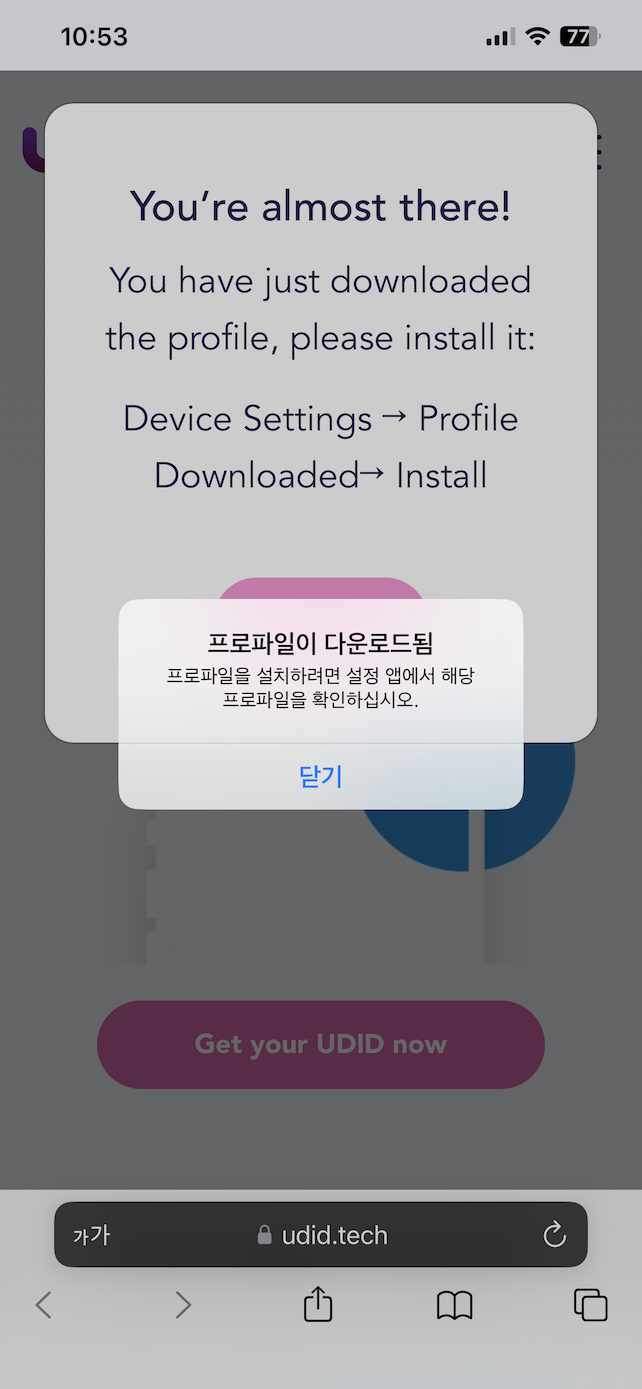 10:53
77
You're almost there!
You have just downloaded
the profile, please install it:
Device Settings → Profile
Downloaded→ Install
프로파일이 다운로드됨
프로파일을 설치하려면 설정 앱에서 해당
프로파일을 확인하십시오.
닫기
Get your UDID now
가가 udid.tech